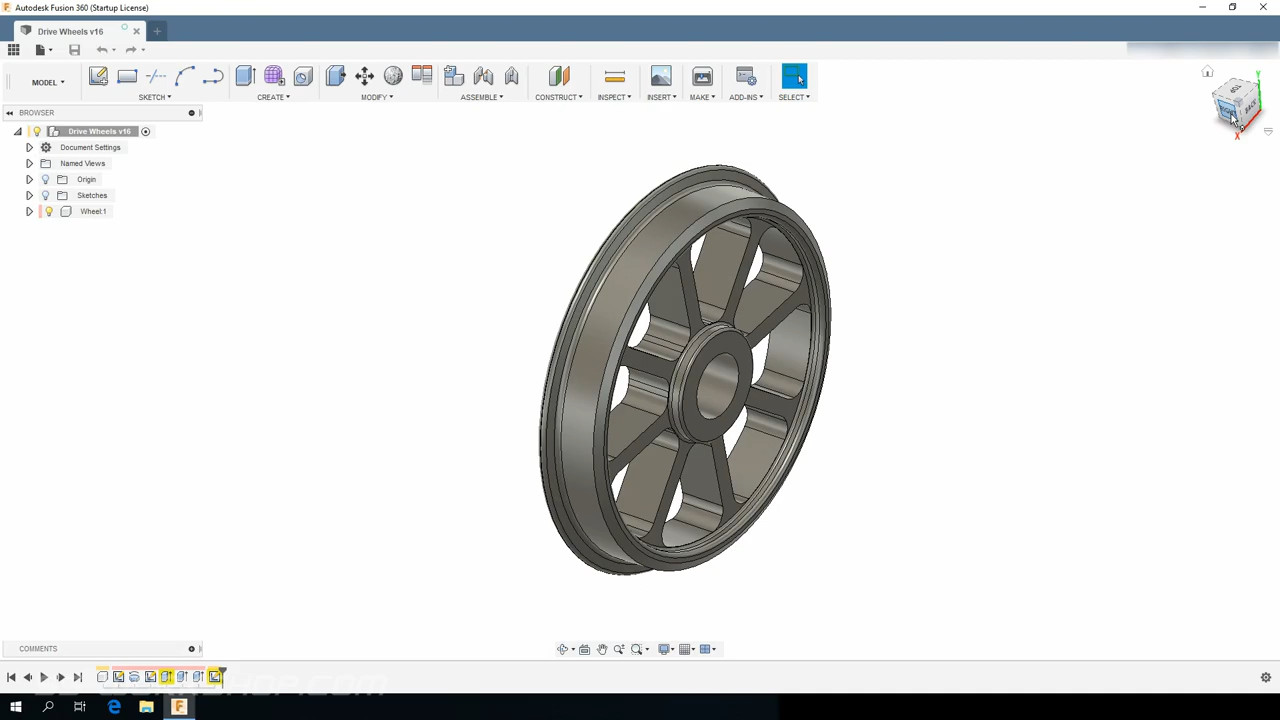 Autodesk Fusion 360 (Startup License)
Drive Wheels v16
MODEL
SKETCH
CREATE
MODIFY
ASSEMBLE
CONSTRUCT
INSPECT
INSERT
MAKE
ADD-INS
SELECT
BACK
Y
X
BROWSER
Drive Wheels v16
Document Settings
Named Views
Origin
Sketches
Wheel:1
COMMENTS